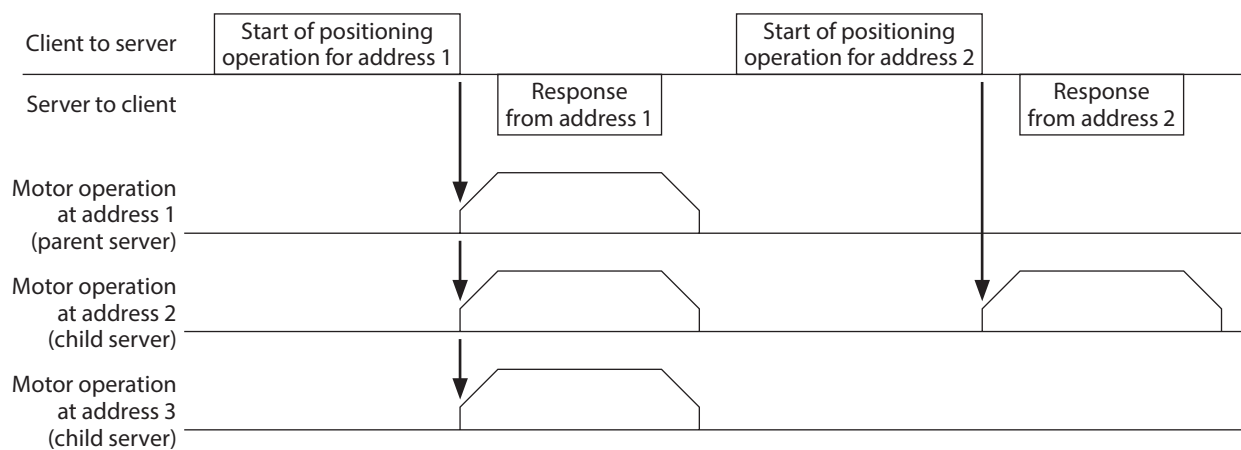 Client to server
Start of positioning
operation for address 1
Start of positioning
operation for address 2
Server to client
Response
from address 1
Response
from address 2
Motor operation
at address 1
(parent server)
Motor operation
at address 2
(child server)
Motor operation
at address 3
(child server)